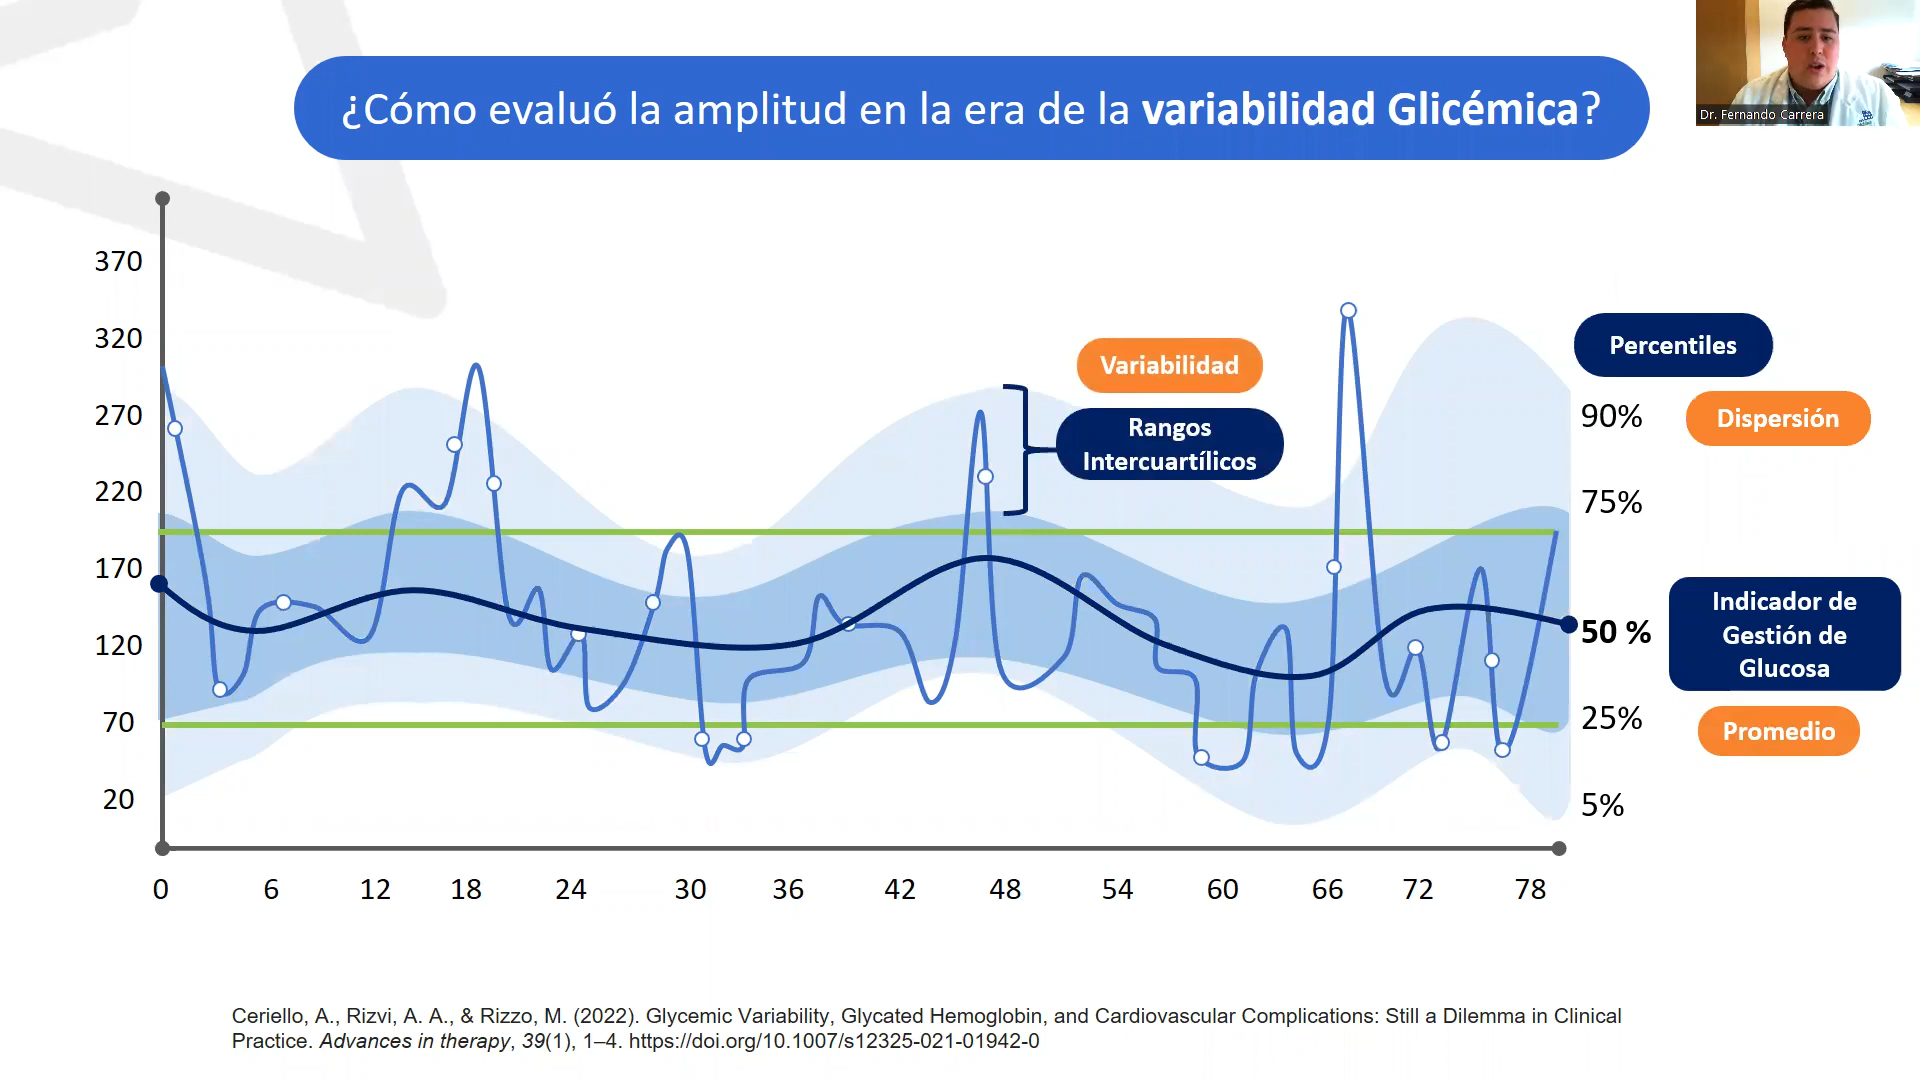 ¿Cómo evaluó la amplitud en la era de la variabilidad Glicémica?
Dr. Fernando Carrera
370
320
270
220
170
120
70
20
Variabilidad
Rangos
Intercuartílicos
Percentiles
90%
Dispersión
75%
50 %
Indicador de
Gestión de
Glucosa
25%
Promedio
5%
0 6 12 18 24 30 36 42 48 54 60 66 72 78
Ceriello, A., Rizvi, A. A., & Rizzo, M. (2022). Glycemic Variability, Glycated Hemoglobin, and Cardiovascular Complications: Still a Dilemma in Clinical
Practice. Advances in therapy, 39(1), 1–4. https://doi.org/10.1007/s12325-021-01942-0